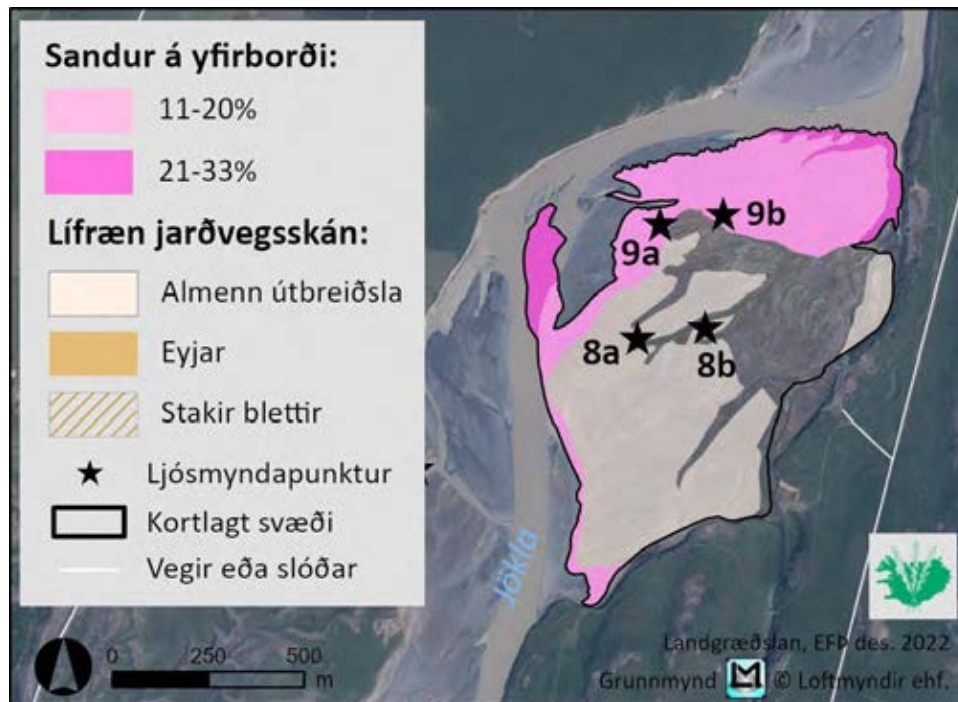 Sandur á yfirborði:
11-20%
21-33%
Lífræn jarðvegsskán:
Almenn útbreiðsla
Eyjar
Stakir blettir
Ljósmyndapunktur
Kortlagt svæði
Vegir eða slóðar
0 250 500
m
9a
9b
8a
8b
Jökla
Landgræðslan, EFÞ des. 2022
Grunnmynd © Loftmyndir ehf.